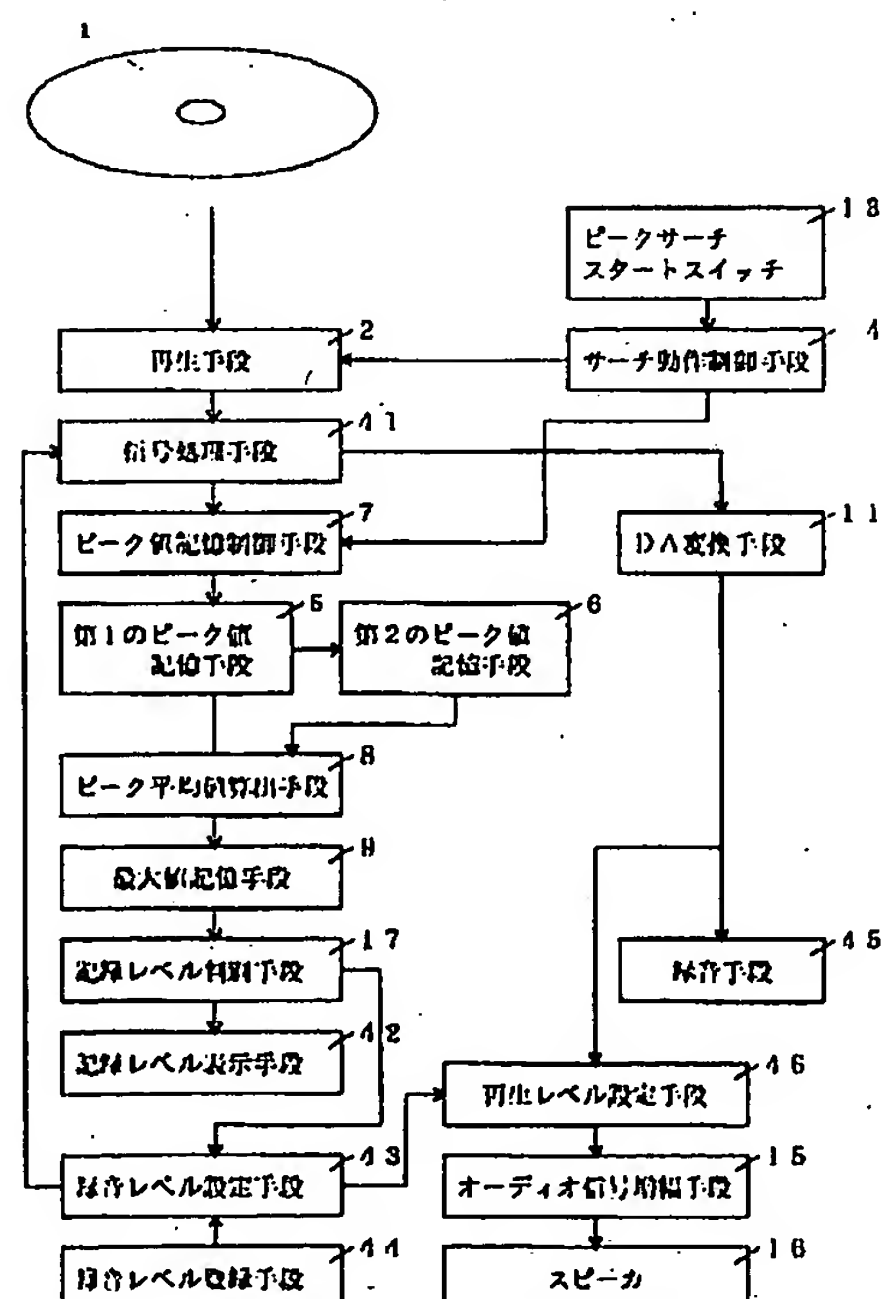 1
ピークサーチ
スタートスイッチ
18
再生手段
2
サーチ動作制御手段
4
信号処理手段
41
ピーク値記憶制御手段
7
DA変換手段
11
第1のピーク値
記憶手段
5
第2のピーク値
記憶手段
6
ピーク平均値算出手段
8
最大値記憶手段
9
記録レベル判別手段
17
録音手段
45
記録レベル表示手段
42
再生レベル設定手段
46
録音レベル設定手段
43
オーディオ信号増幅手段
15
録音レベル登録手段
44
スピーカ
16